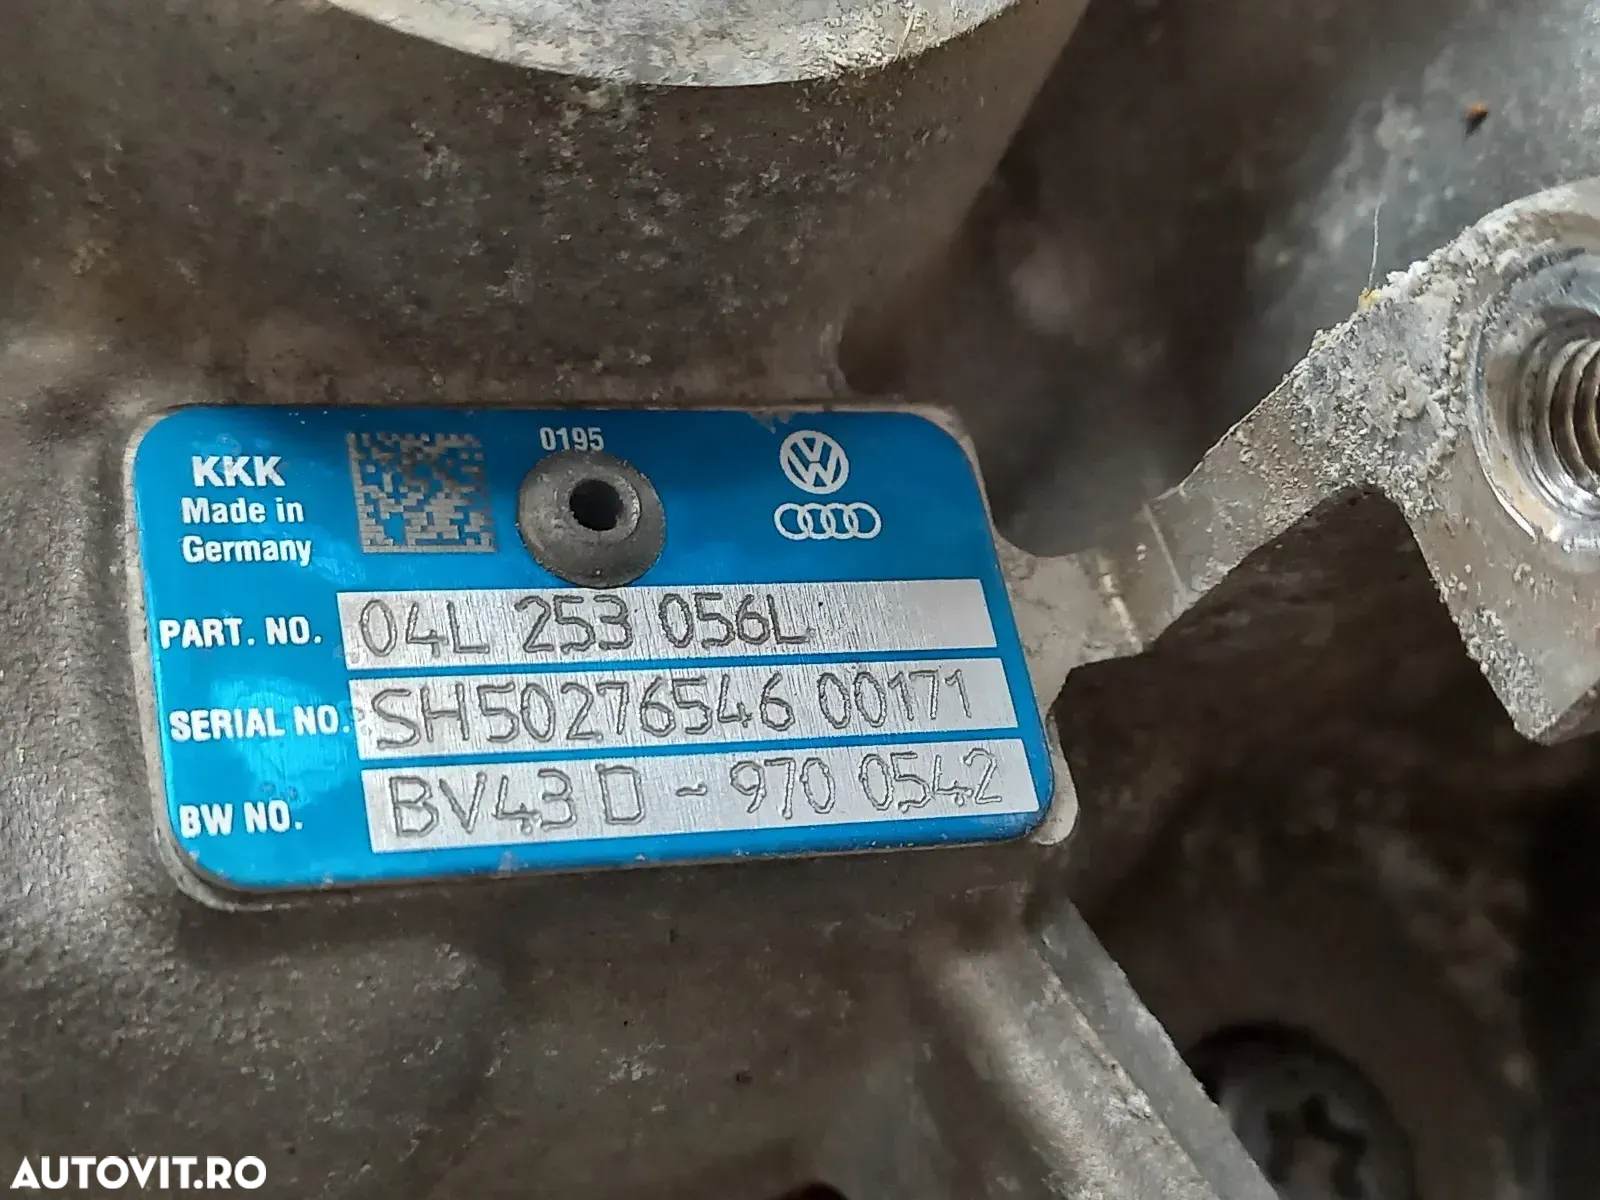 0195
KKK
Made in
Germany
PART. NO. 04L 253 056L
SERIAL NO. SH50276546 00171
BW NO. BV43D - 970 0542
AUTOVIT.RO